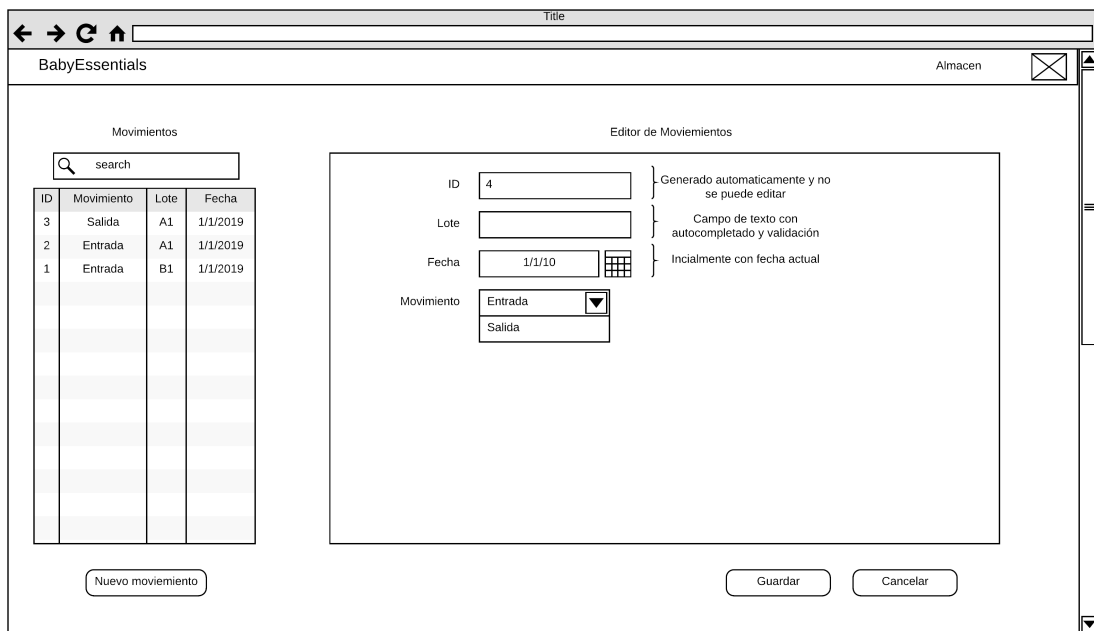 Title
BabyEssentials
Almacen
Movimientos
search
ID Movimiento Lote Fecha
3 Salida A1 1/1/2019
2 Entrada A1 1/1/2019
1 Entrada B1 1/1/2019
Nuevo moviemiento
Editor de Moviemientos
ID 4
Generado automaticamente y no
se puede editar
Lote
Campo de texto con
autocompletado y validación
Fecha 1/1/10
Incialmente con fecha actual
Movimiento Entrada
Salida
Guardar Cancelar